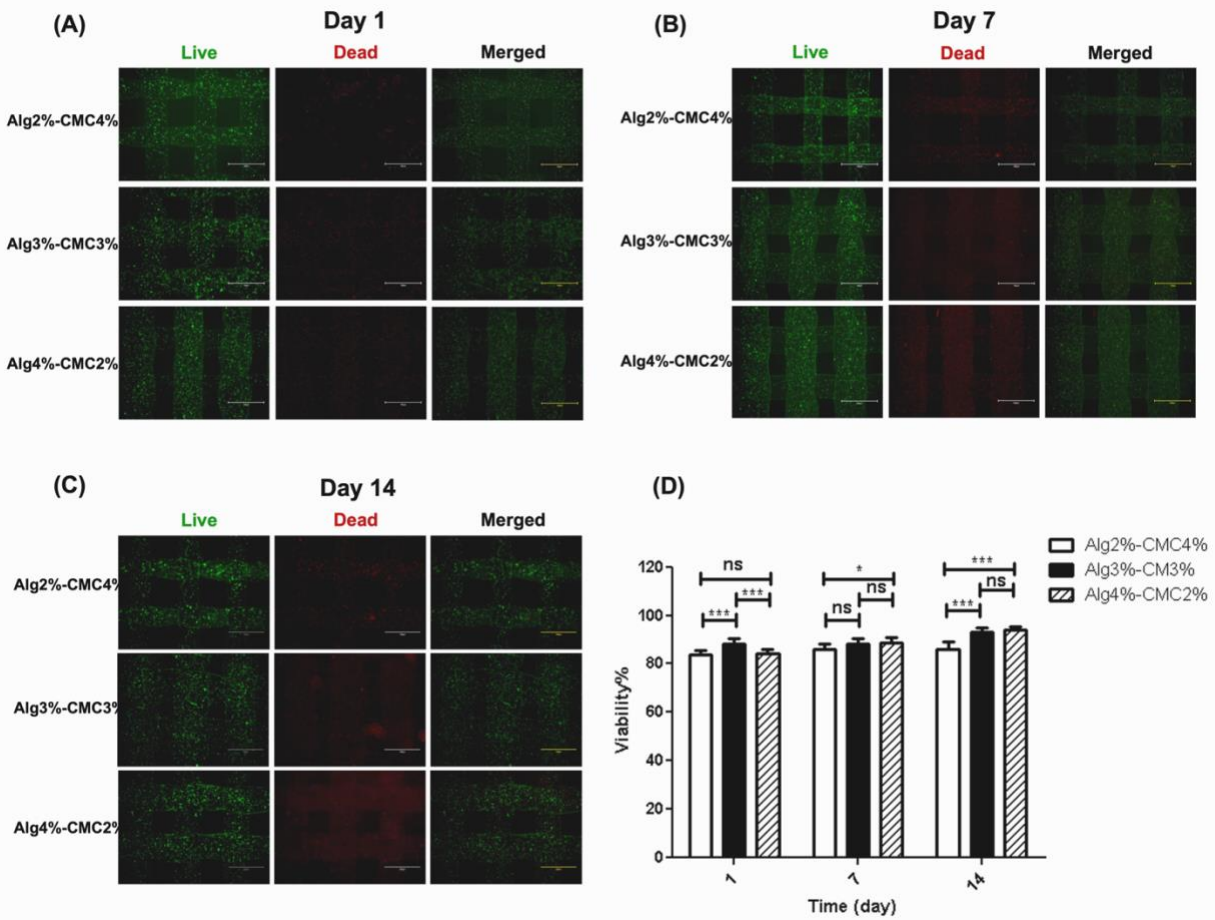 (A)
Day 1
Live Dead Merged
Alg2%-CMC4%
Alg3%-CMC3%
Alg4%-CMC2%
(B)
Day 7
Live Dead Merged
Alg2%-CMC4%
Alg3%-CMC3%
Alg4%-CMC2%
(C)
Day 14
Live Dead Merged
Alg2%-CMC4%
Alg3%-CMC3%
Alg4%-CMC2%
(D)
Alg2%-CMC4%
Alg3%-CM3%
Alg4%-CMC2%
Viability%
120
100
80
60
40
20
0
ns
*** ***
*
ns ns
***
*** ns
1 7 14
Time (day)